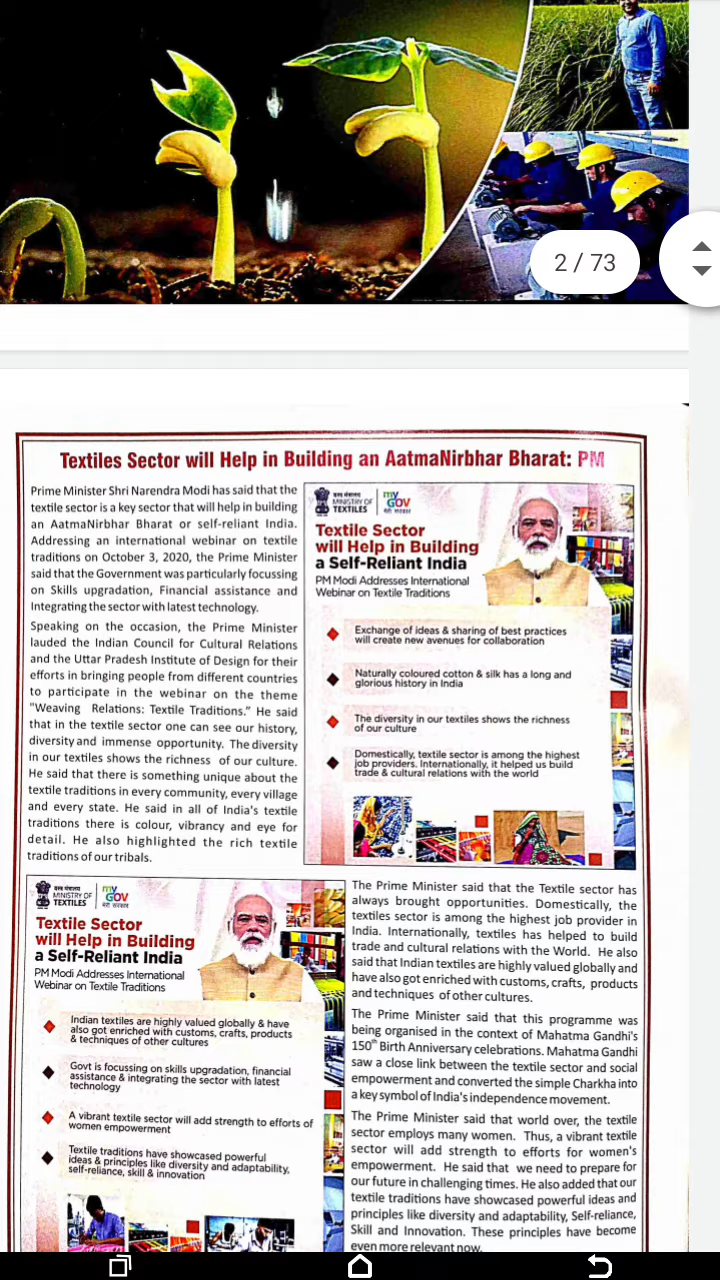 2 / 73
Textiles Sector will Help in Building an AatmaNirbhar Bharat: PM
Prime Minister Shri Narendra Modi has said that the
textile sector is a key sector that will help in building
an AatmaNirbhar Bharat or self-reliant India.
Addressing an international webinar on textile
traditions on October 3, 2020, the Prime Minister
said that the Government was particularly focussing
on Skills upgradation, Financial assistance and
Integrating the sector with latest technology.
Speaking on the occasion, the Prime Minister
lauded the Indian Council for Cultural Relations
and the Uttar Pradesh Institute of Design for their
efforts in bringing people from different countries
to participate in the webinar on the theme
"Weaving Relations: Textile Traditions." He said
that in the textile sector one can see our history,
diversity and immense opportunity. The diversity
in our textiles shows the richness of our culture.
He said that there is something unique about the
textile traditions in every community, every village
and every state. He said in all of India's textile
traditions there is colour, vibrancy and eye for
detail. He also highlighted the rich textile
traditions of our tribals.
वस्त्र मंत्रालय
MINISTRY OF
TEXTILES
my
GOV
मेरी सरकार
Textile Sector
will Help in Building
a Self-Reliant India
PM Modi Addresses International
Webinar on Textile Traditions
Exchange of ideas & sharing of best practices
will create new avenues for collaboration
Naturally coloured cotton & silk has a long and
glorious history in India
The diversity in our textiles shows the richness
of our culture
Domestically, textile sector is among the highest
job providers. Internationally, it helped us build
trade & cultural relations with the world
वस्त्र मंत्रालय
MINISTRY OF
TEXTILES
my
GOV
मेरी सरकार
Textile Sector
will Help in Building
a Self-Reliant India
PM Modi Addresses International
Webinar on Textile Traditions
Indian textiles are highly valued globally & have
also got enriched with customs, crafts, products
& techniques of other cultures
Govt is focussing on skills upgradation, financial
assistance & integrating the sector with latest
technology
A vibrant textile sector will add strength to efforts of
women empowerment
Textile traditions have showcased powerful
ideas & principles like diversity and adaptability,
self-reliance, skill & innovation
The Prime Minister said that the Textile sector has
always brought opportunities. Domestically, the
textiles sector is among the highest job provider in
India. Internationally, textiles has helped to build
trade and cultural relations with the World. He also
said that Indian textiles are highly valued globally and
have also got enriched with customs, crafts, products
and techniques of other cultures.
The Prime Minister said that this programme was
being organised in the context of Mahatma Gandhi's
150th Birth Anniversary celebrations. Mahatma Gandhi
saw a close link between the textile sector and social
empowerment and converted the simple Charkha into
a key symbol of India's independence movement.
The Prime Minister said that world over, the textile
sector employs many women. Thus, a vibrant textile
sector will add strength to efforts for women's
empowerment. He said that we need to prepare for
our future in challenging times. He also added that our
textile traditions have showcased powerful ideas and
principles like diversity and adaptability, Self-reliance,
Skill and Innovation. These principles have become
even more relevant now.